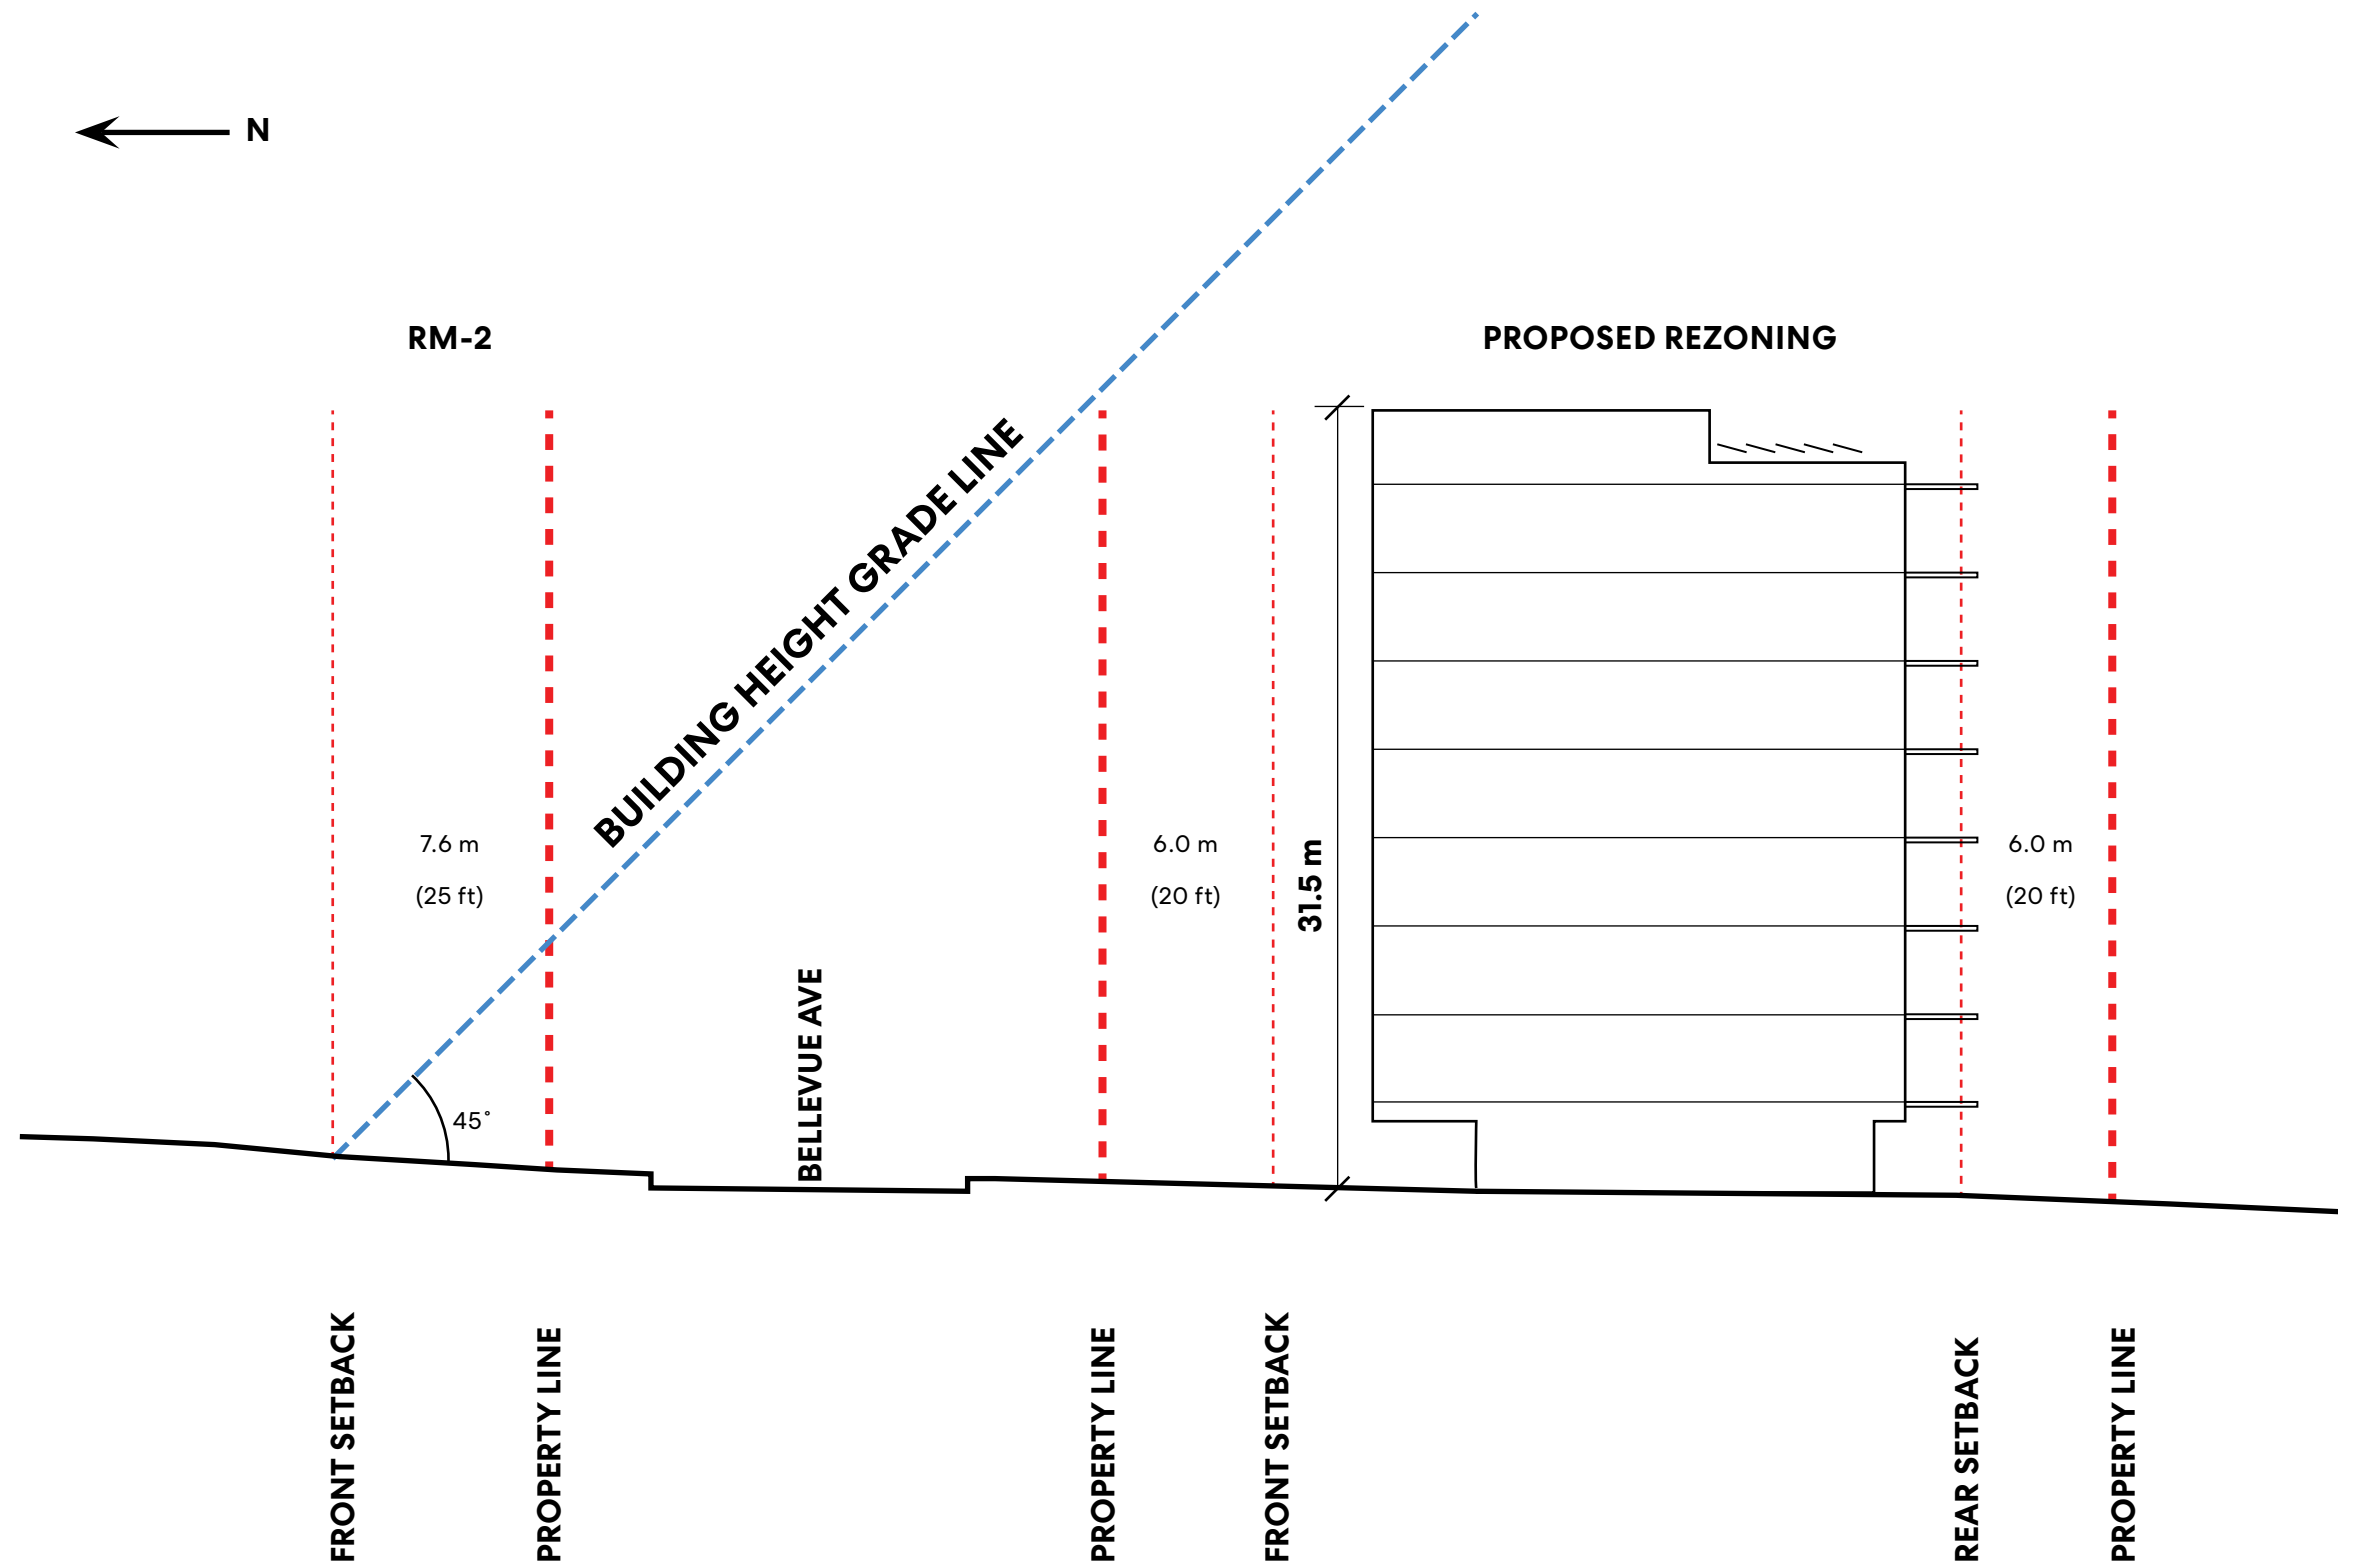 N
RM-2
PROPOSED REZONING
BUILDING HEIGHT GRADE LINE
7.6 m
(25 ft)
6.0 m
(20 ft)
31.5 m
6.0 m
(20 ft)
45°
BELLEVUE AVE
FRONT SETBACK
PROPERTY LINE
PROPERTY LINE
FRONT SETBACK
REAR SETBACK
PROPERTY LINE